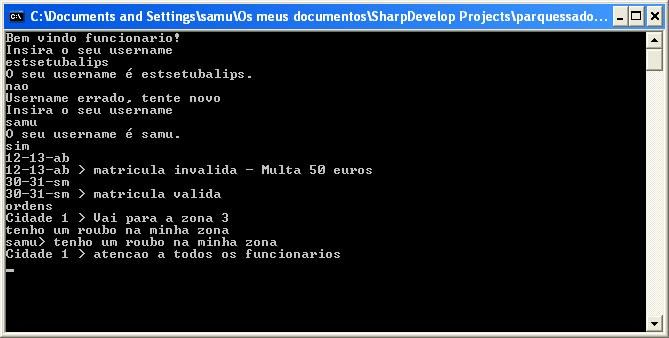 C:\Documents and Settings\samu\Os meus documentos\SharpDevelop Projects\parquessado...
Bem vindo funcionario!
Insira o seu username
estsetubalips
O seu username é estsetubalips.
nao
Username errado, tente novo
Insira o seu username
samu
O seu username é samu.
sim
12-13-ab
12-13-ab > matricula invalida - Multa 50 euros
30-31-sm
30-31-sm > matricula valida
ordens
Cidade 1 > Vai para a zona 3
tenho um roubo na minha zona
samu> tenho um roubo na minha zona
Cidade 1 > atencao a todos os funcionarios